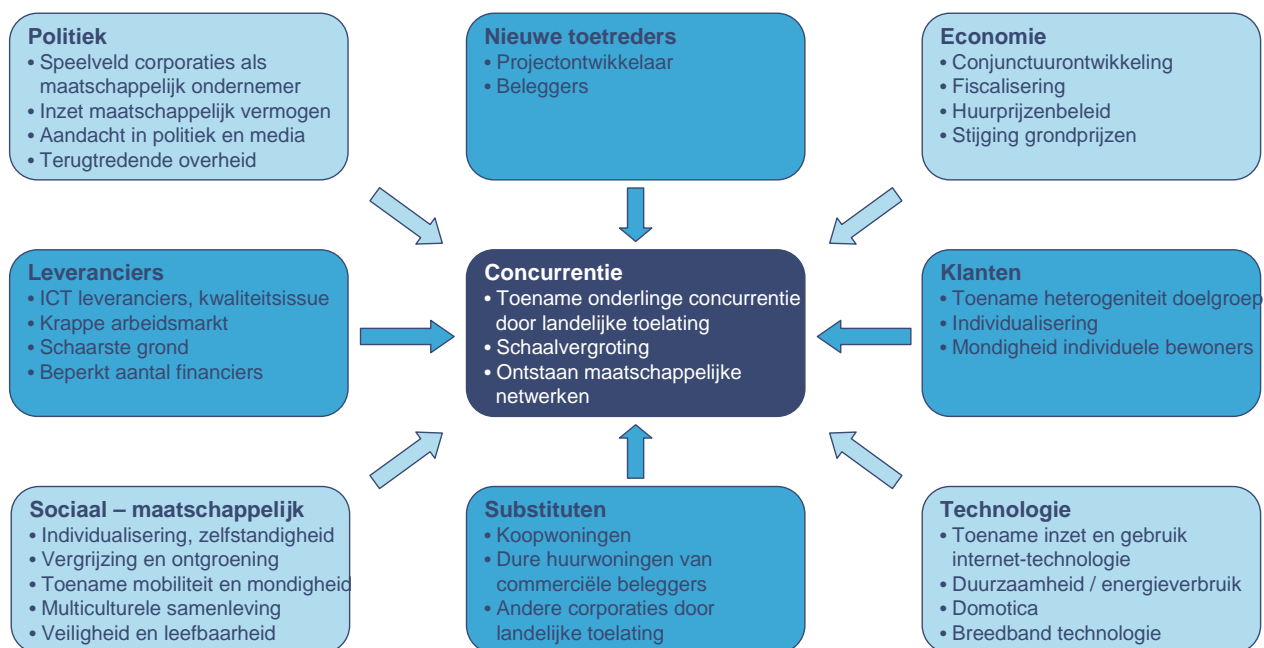 Politiek
• Speelveld corporaties als
maatschappelijk ondernemer
• Inzet maatschappelijk vermogen
• Aandacht in politiek en media
• Terugtredende overheid
Nieuwe toetreders
• Projectontwikkelaar
• Beleggers
Economie
• Conjunctuurontwikkeling
• Fiscalisering
• Huurprijzenbeleid
• Stijging grondprijzen
Leveranciers
• ICT leveranciers, kwaliteitsissue
• Krappe arbeidsmarkt
• Schaarste grond
• Beperkt aantal financiers
Concurrentie
• Toename onderlinge concurrentie
door landelijke toelating
• Schaalvergroting
• Ontstaan maatschappelijke
netwerken
Klanten
• Toename heterogeniteit doelgroep
• Individualisering
• Mondigheid individuele bewoners
Sociaal – maatschappelijk
• Individualisering, zelfstandigheid
• Vergrijzing en ontgroening
• Toename mobiliteit en mondigheid
• Multiculturele samenleving
• Veiligheid en leefbaarheid
Substituten
• Koopwoningen
• Dure huurwoningen van
commerciële beleggers
• Andere corporaties door
landelijke toelating
Technologie
• Toename inzet en gebruik
internet-technologie
• Duurzaamheid / energieverbruik
• Domotica
• Breedband technologie